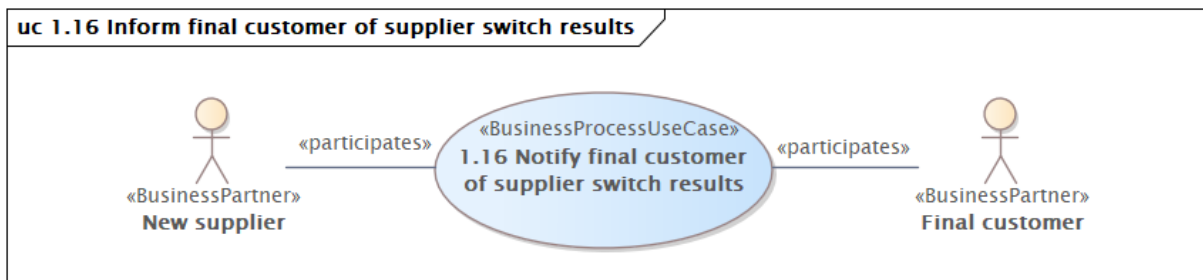 uc 1.16 Inform final customer of supplier switch results
«participates»
«BusinessProcessUseCase»
1.16 Notify final customer
of supplier switch results
«participates»
«BusinessPartner»
New supplier
«BusinessPartner»
Final customer